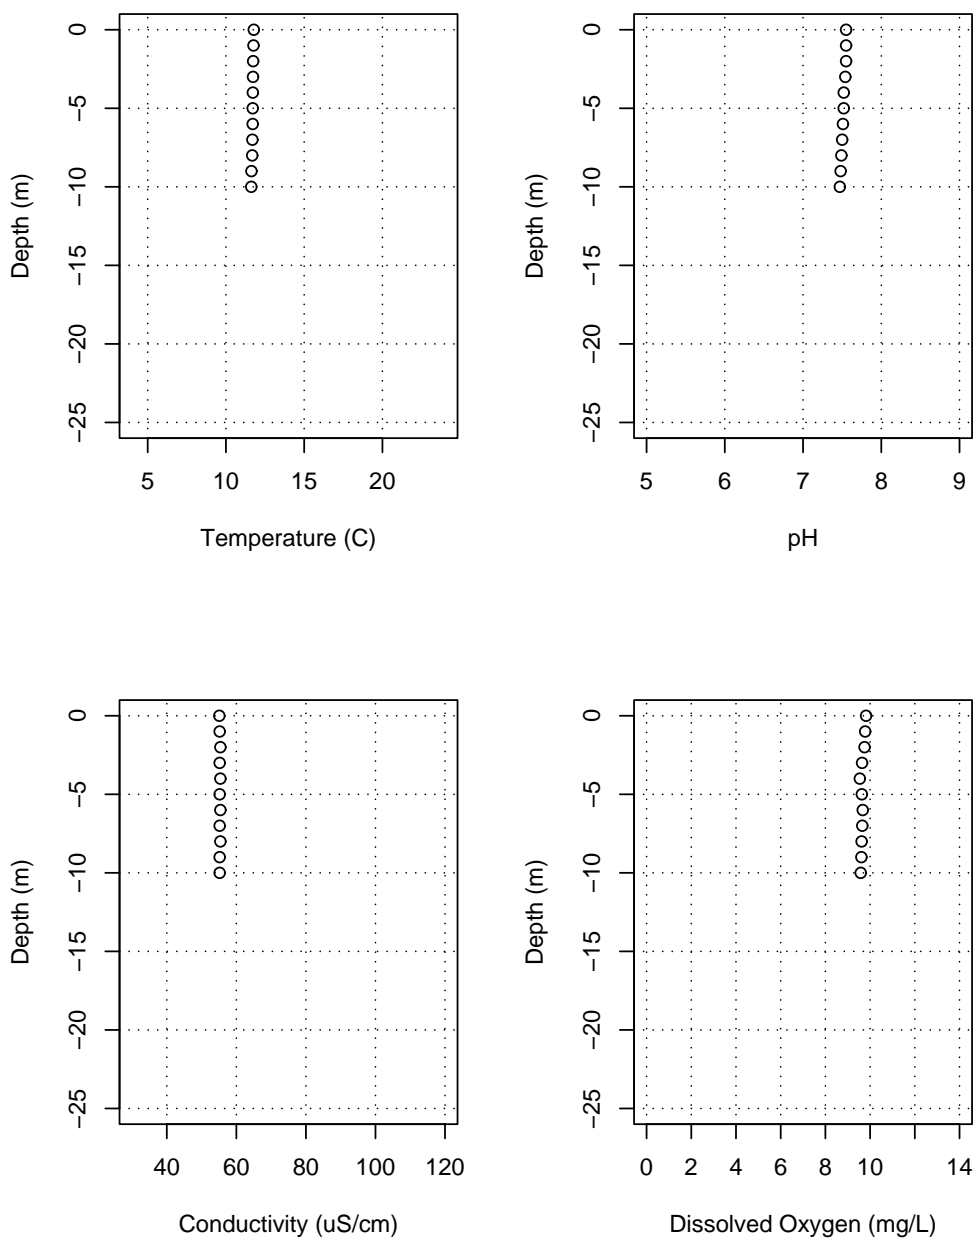 0
−5
−10
−15
−20
−25
Depth (m)
5 10 15 20
Temperature (C)
0
−5
−10
−15
−20
−25
Depth (m)
5 6 7 8 9
pH
0
−5
−10
−15
−20
−25
Depth (m)
40 60 80 100 120
Conductivity (uS/cm)
0
−5
−10
−15
−20
−25
Depth (m)
0 2 4 6 8 10 14
Dissolved Oxygen (mg/L)